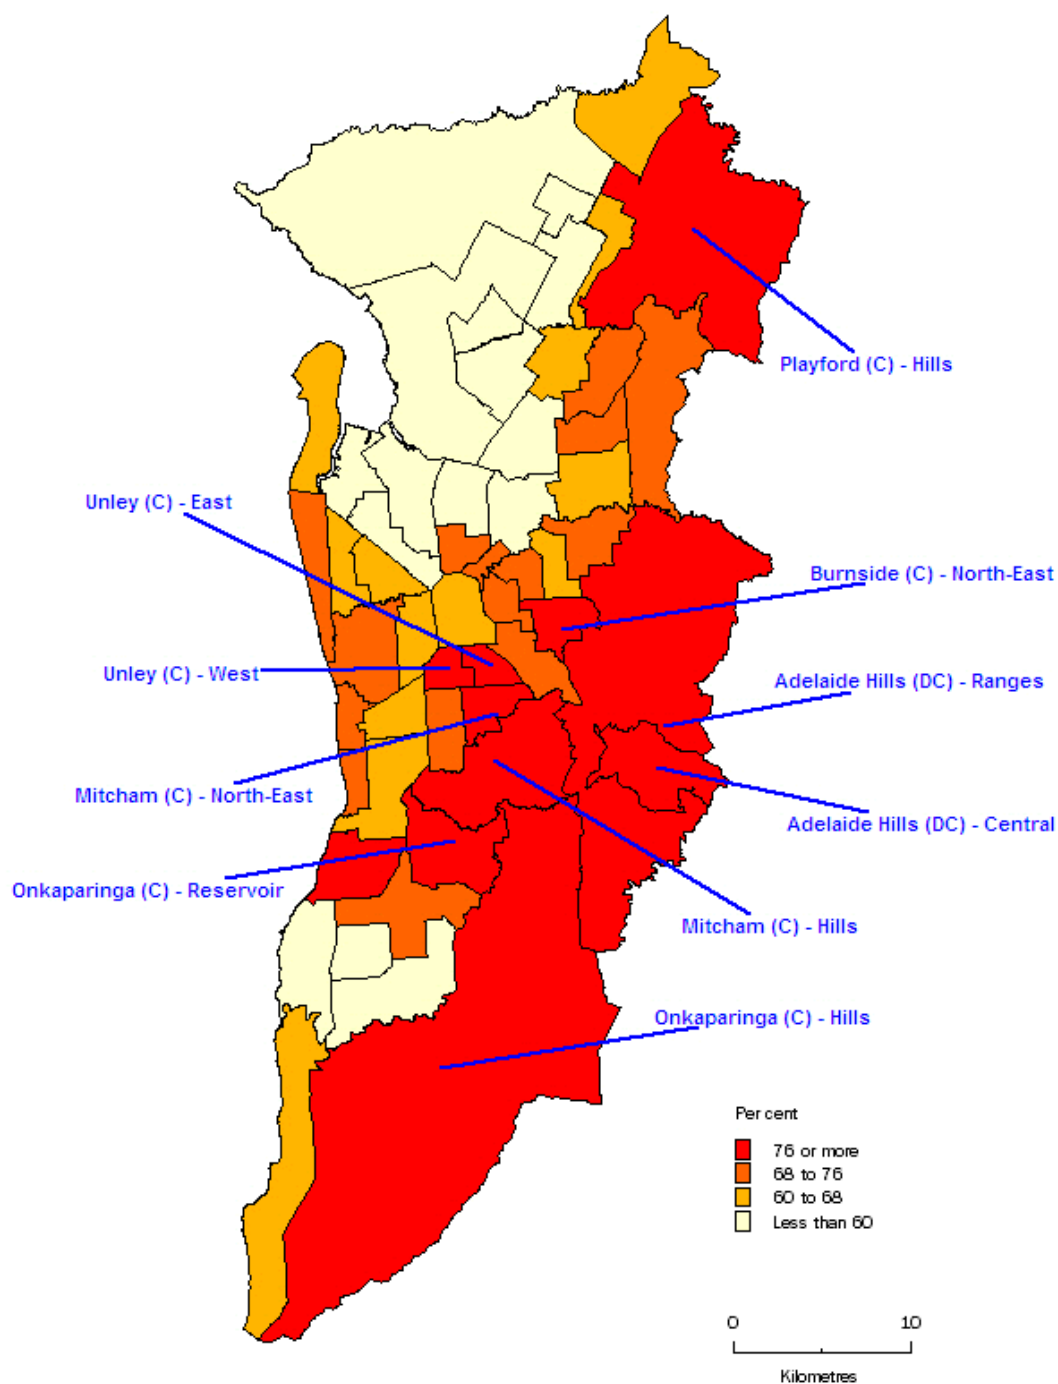 Playford (C) - Hills
Unley (C) - East
Burnside (C) - North-East
Unley (C) - West
Adelaide Hills (DC) - Ranges
Mitcham (C) - North-East
Adelaide Hills (DC) - Central
Onkaparinga (C) - Reservoir
Mitcham (C) - Hills
Onkaparinga (C) - Hills
Per cent
76 or more
68 to 76
60 to 68
Less than 60
0 10
Kilometres